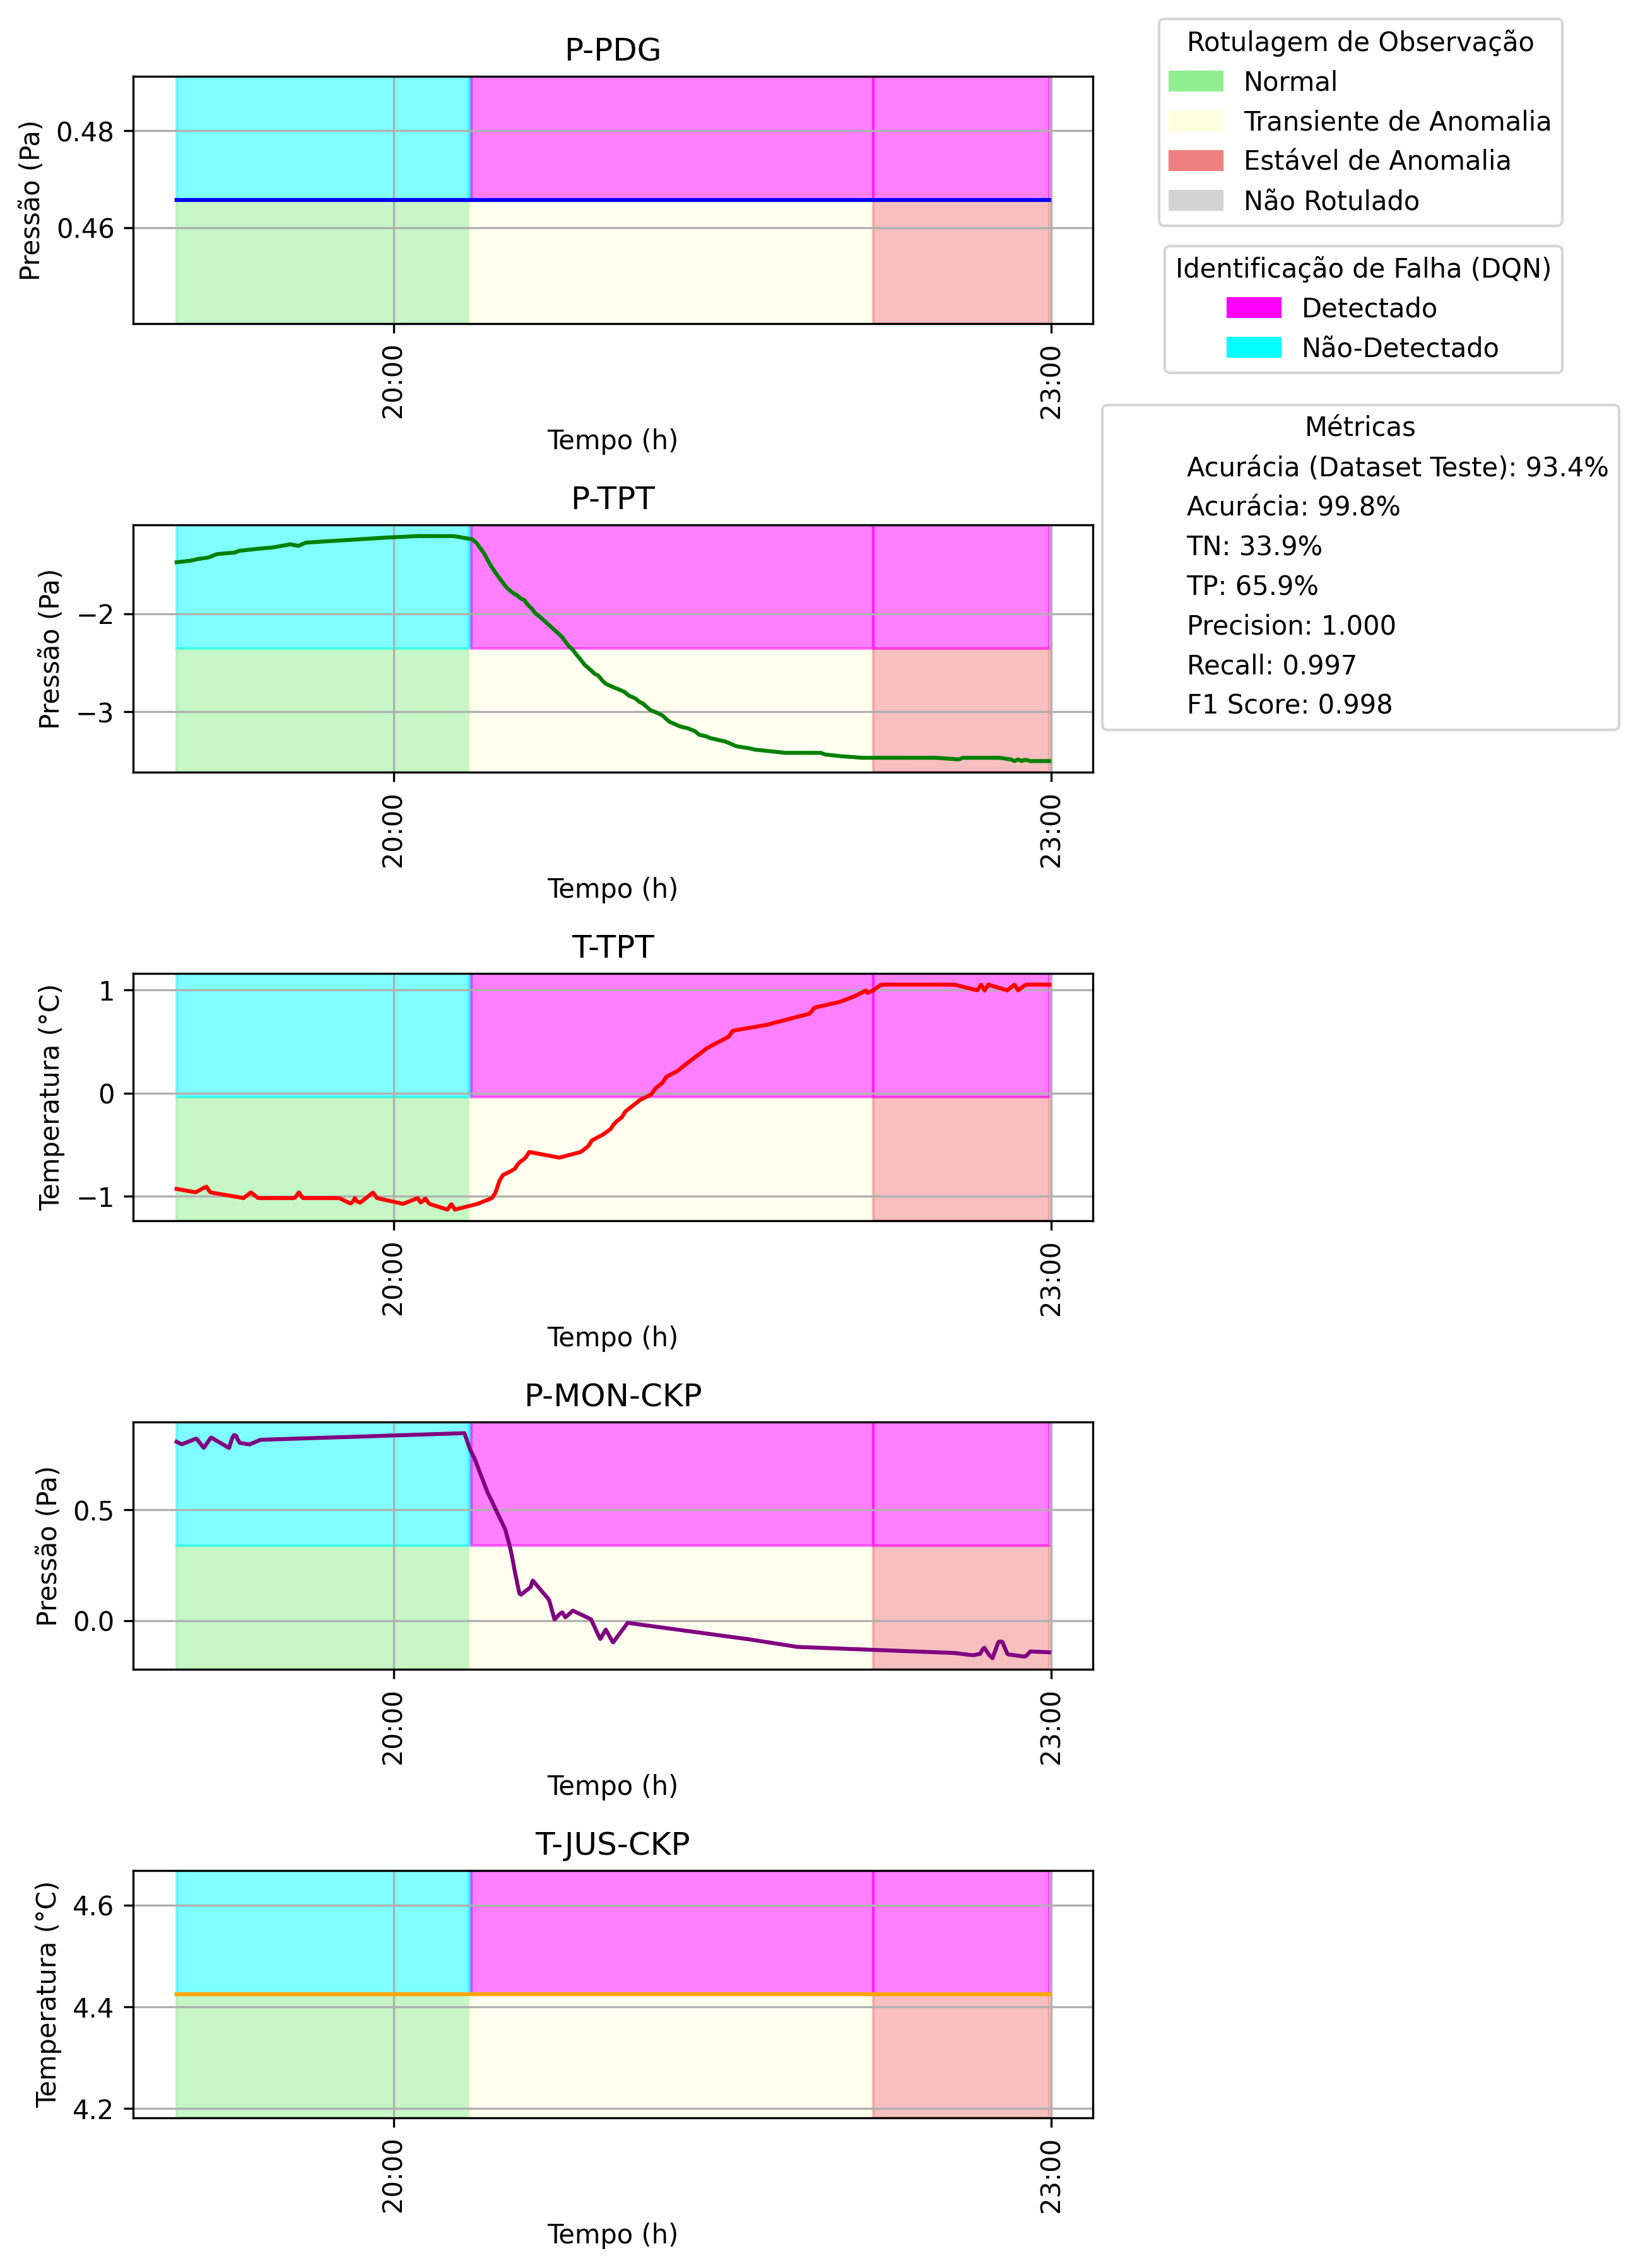 P-PDG
Pressão (Pa)
0.48
0.46
20:00
23:00
Tempo (h)
Rotulagem de Observação
Normal
Transiente de Anomalia
Estável de Anomalia
Não Rotulado
Identificação de Falha (DQN)
Detectado
Não-Detectado
Métricas
Acurácia (Dataset Teste): 93.4%
Acurácia: 99.8%
TN: 33.9%
TP: 65.9%
Precision: 1.000
Recall: 0.997
F1 Score: 0.998
P-TPT
Pressão (Pa)
−2
−3
20:00
23:00
Tempo (h)
T-TPT
Temperatura (°C)
1
0
−1
20:00
23:00
Tempo (h)
P-MON-CKP
Pressão (Pa)
0.5
0.0
20:00
23:00
Tempo (h)
T-JUS-CKP
Temperatura (°C)
4.6
4.4
4.2
20:00
23:00
Tempo (h)